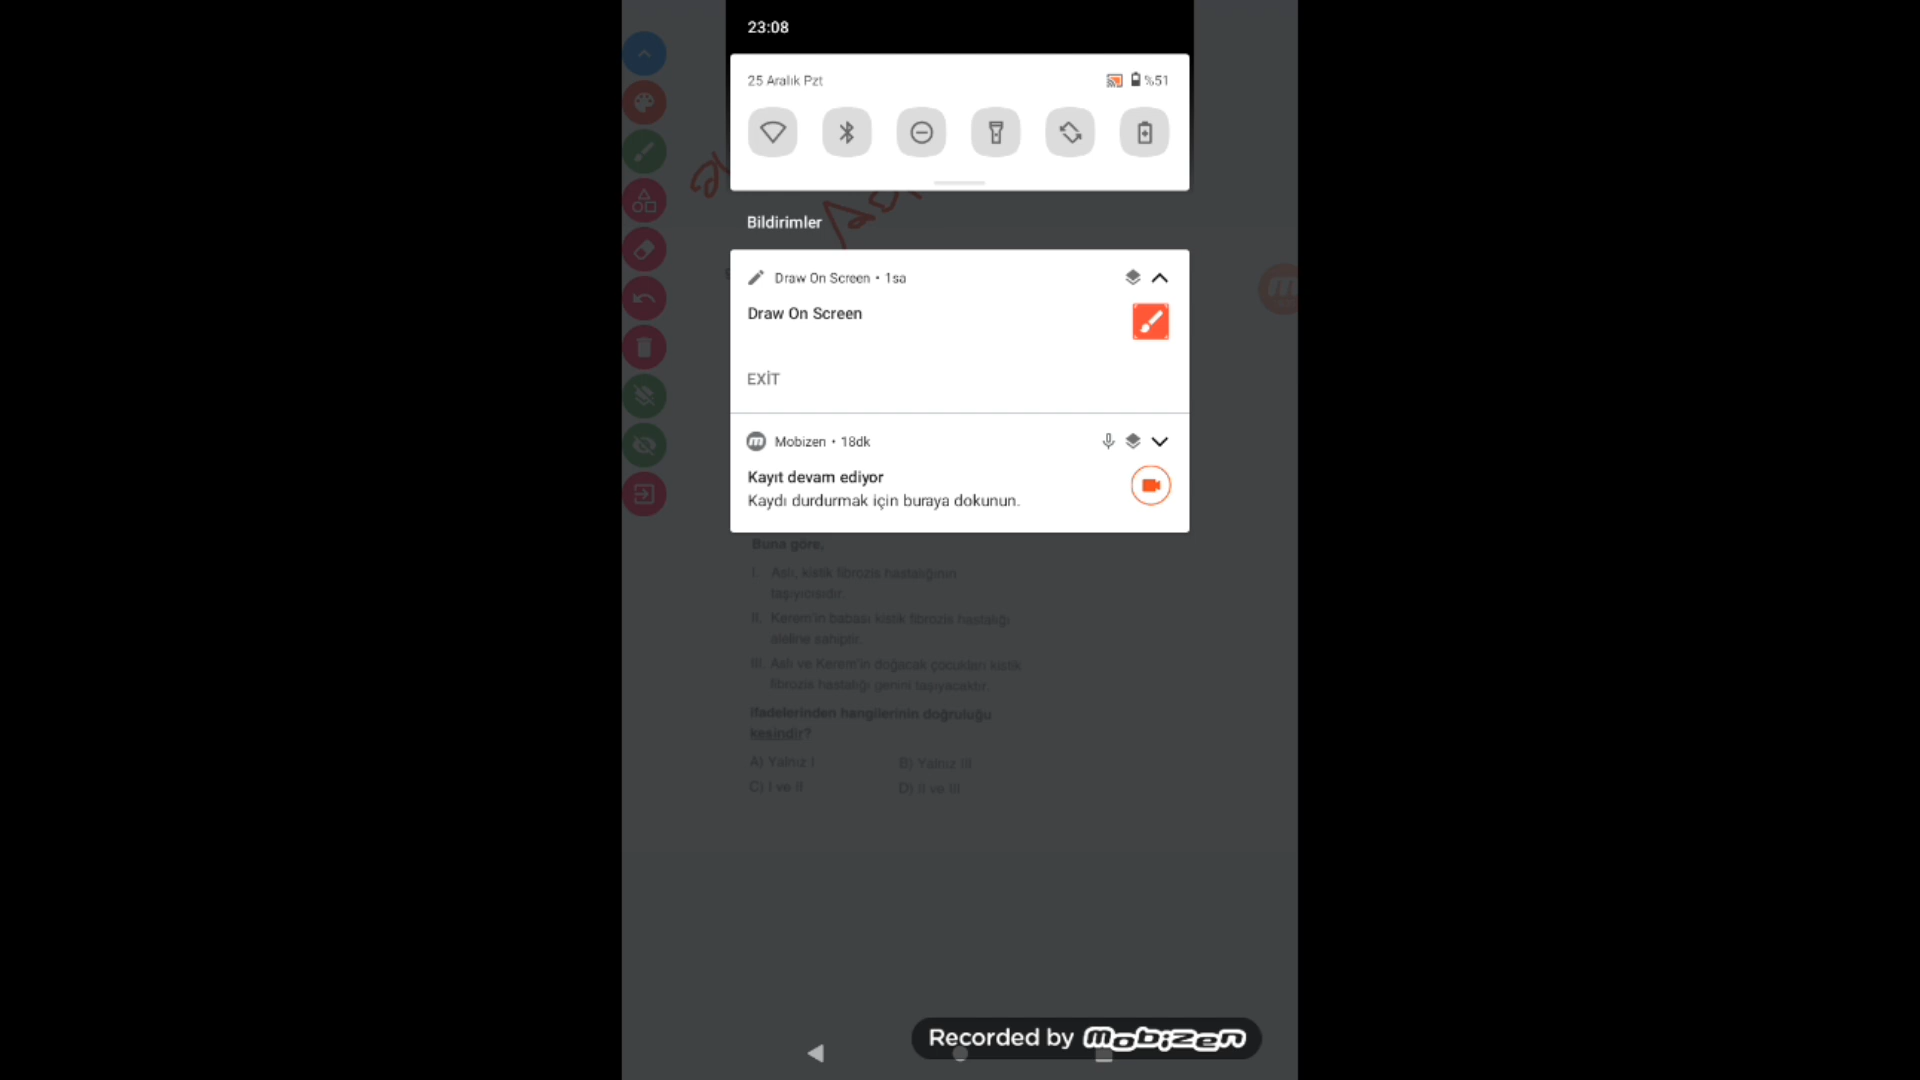 23:08
25 Aralık Pzt
%51
Bildirimler
Draw On Screen • 1sa
Draw On Screen
EXİT
Mobizen • 18dk
Kayıt devam ediyor
Kaydı durdurmak için buraya dokunun.
Buna göre,
I. Aslı, kistik fibrozis hastalığının
taşıyıcısıdır.
II. Kerem'in babası kistik fibrozis hastalığı
aleline sahiptir.
III. Aslı ve Kerem'in doğacak çocukları kistik
fibrozis hastalığı genini taşıyacaktır.
ifadelerinden hangilerinin doğruluğu
kesindir?
A) Yalnız I
B) Yalnız III
C) I ve II
D) II ve III
Recorded by mobizen